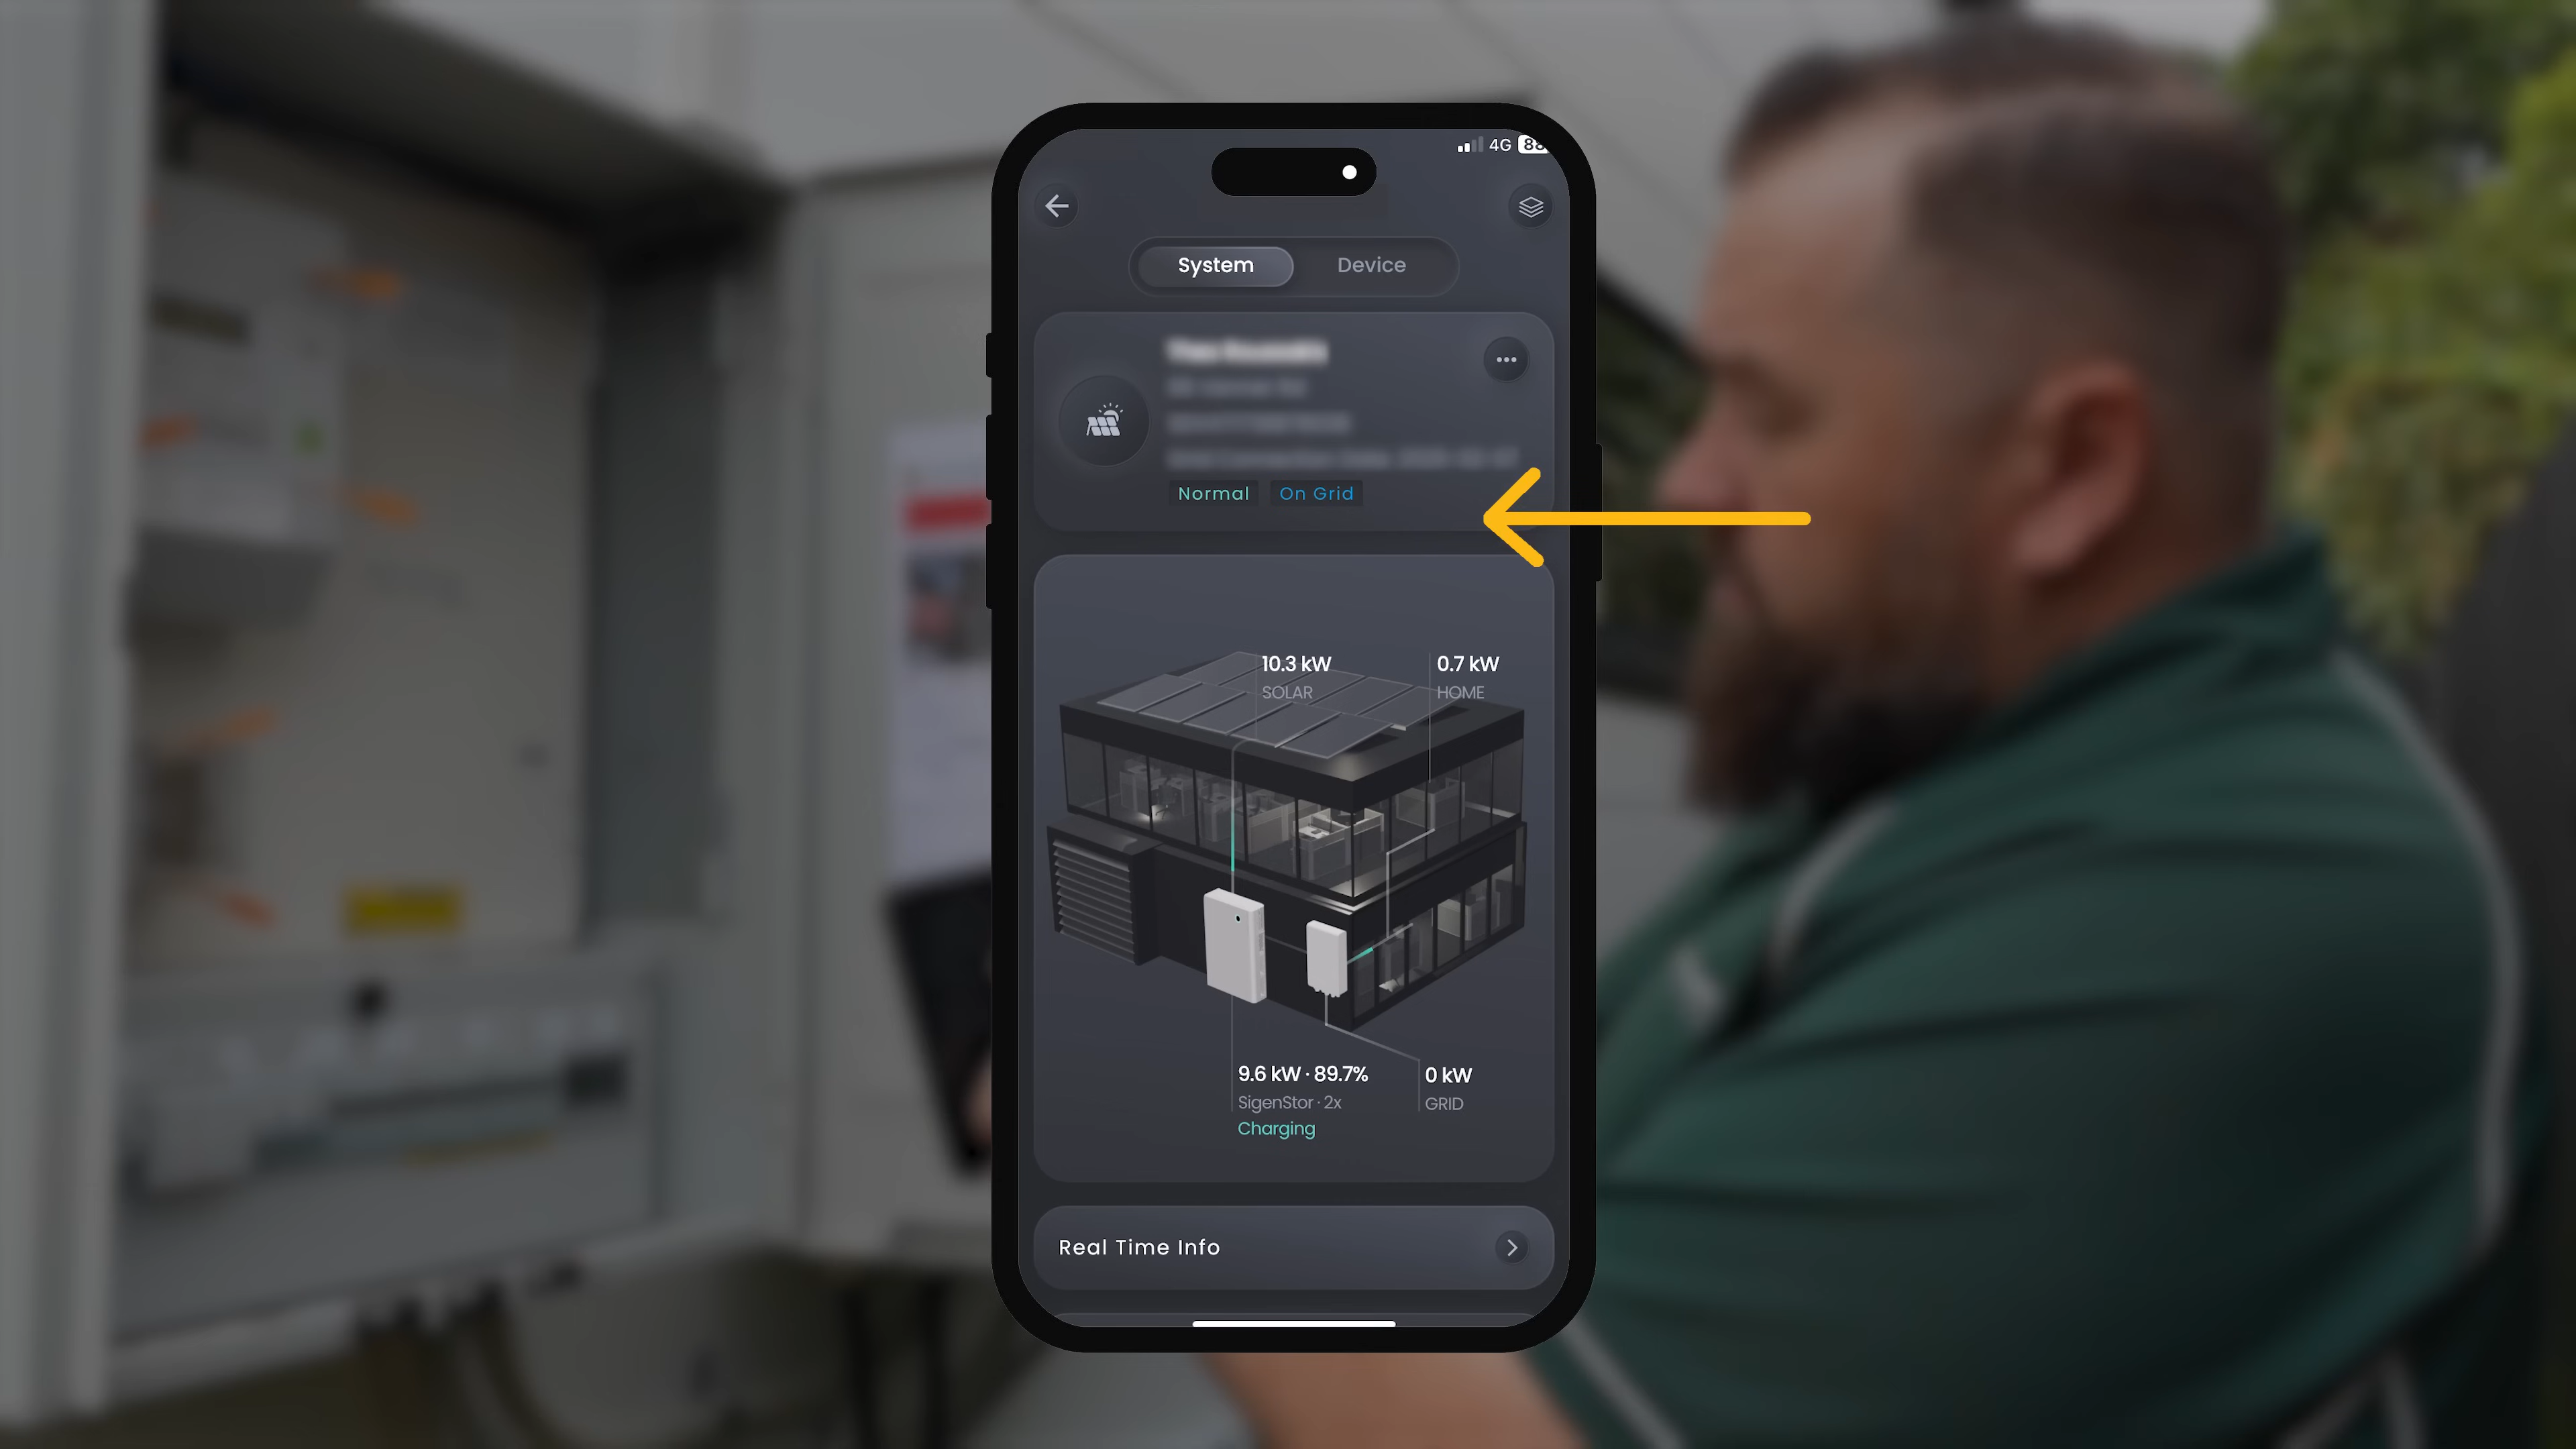 4G 88
System
Device
Normal
On Grid
10.3 kW
SOLAR
0.7 kW
HOME
9.6 kW · 89.7%
SigenStor · 2x
Charging
0 kW
GRID
Real Time Info